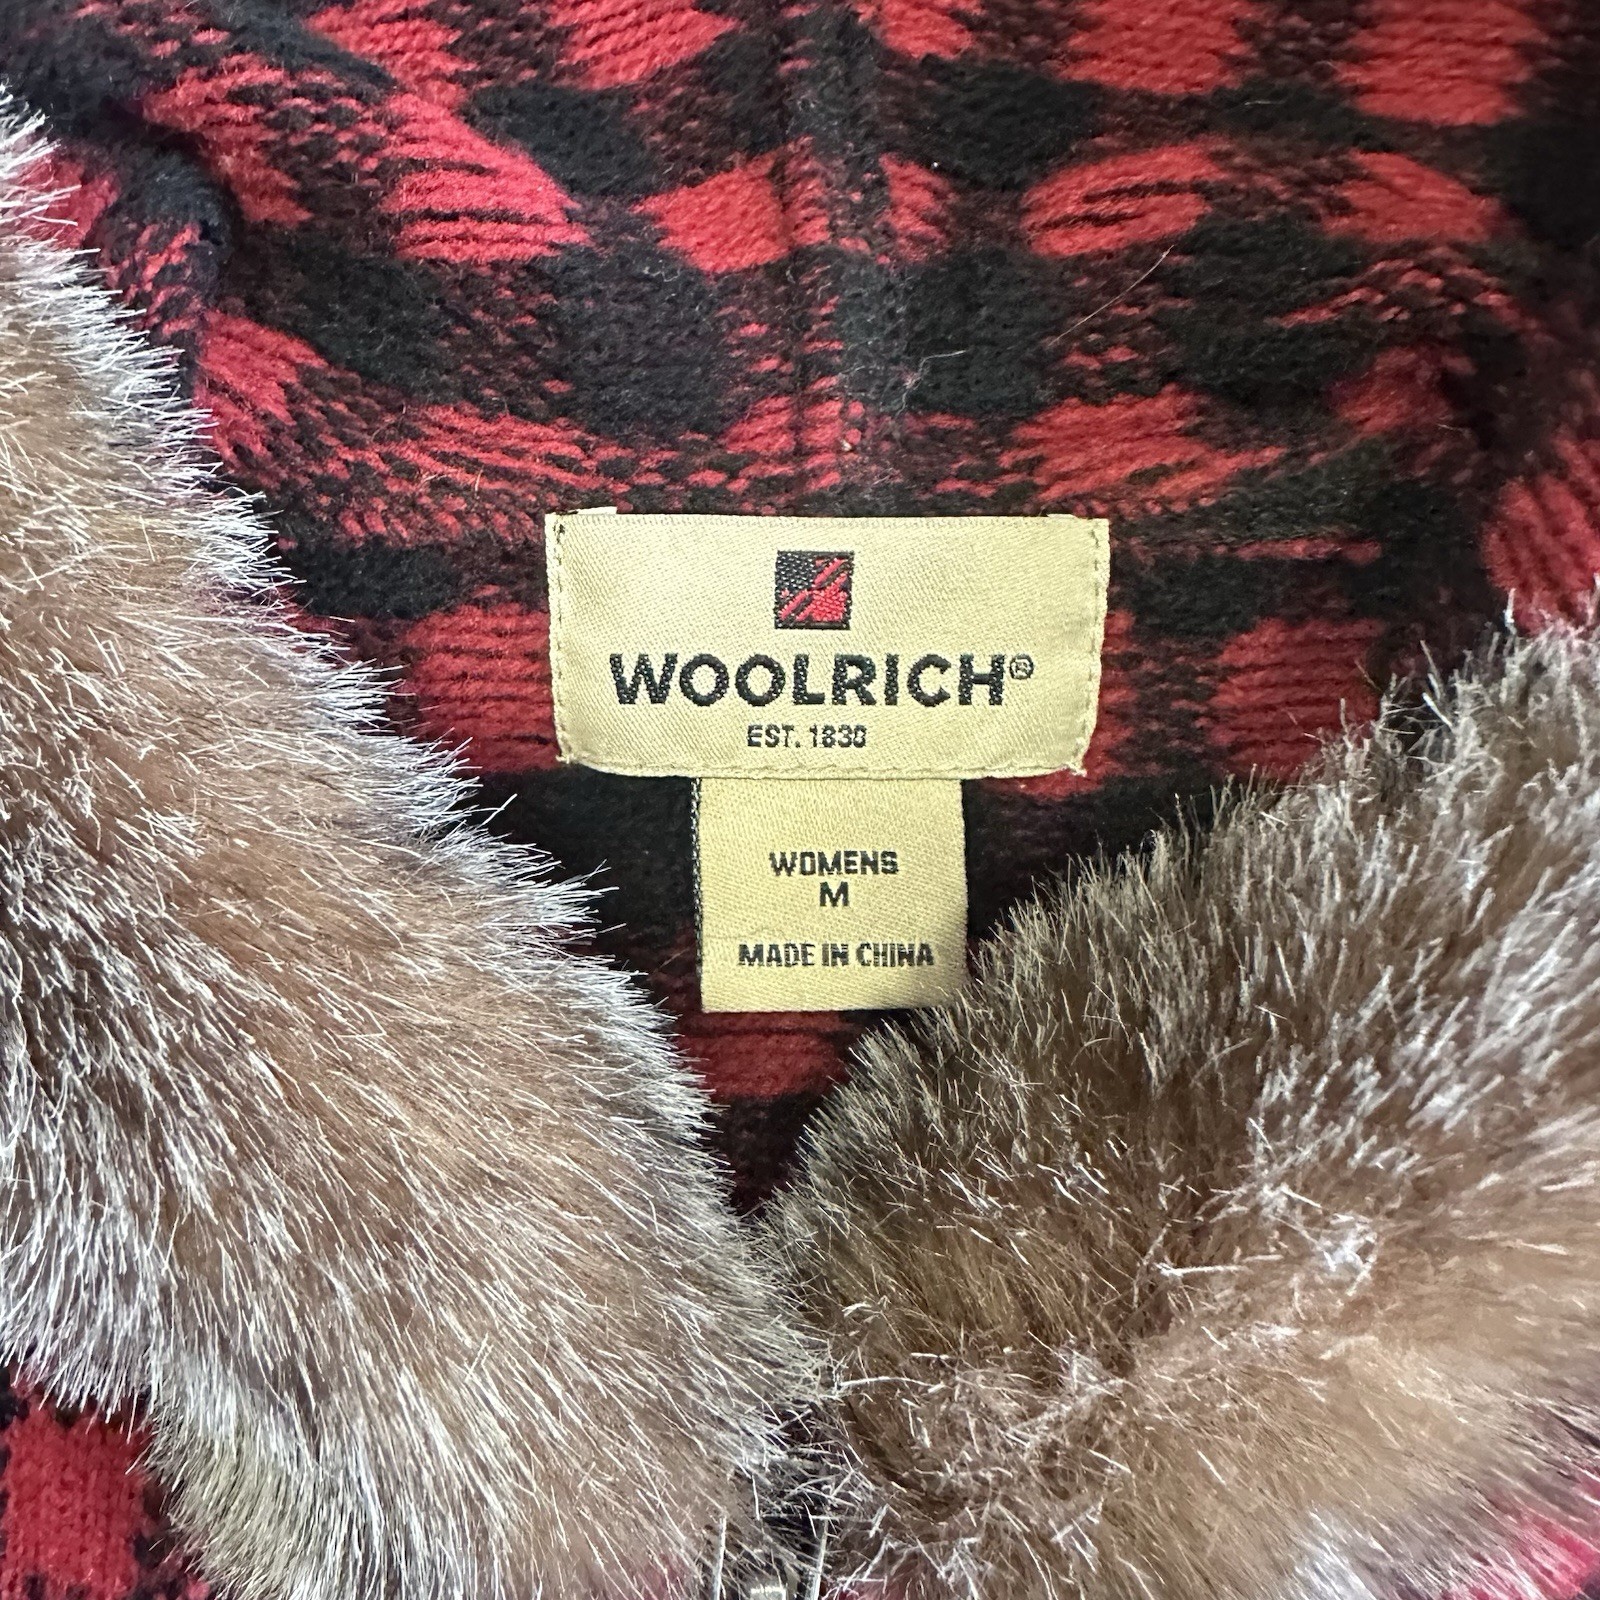 WOOLRICH®
EST. 1830
WOMENS
M
MADE IN CHINA